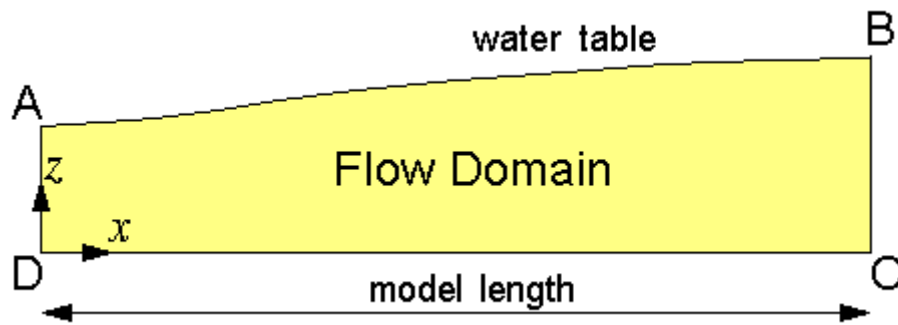 water table
B
A
z
Flow Domain
x
D
C
model length